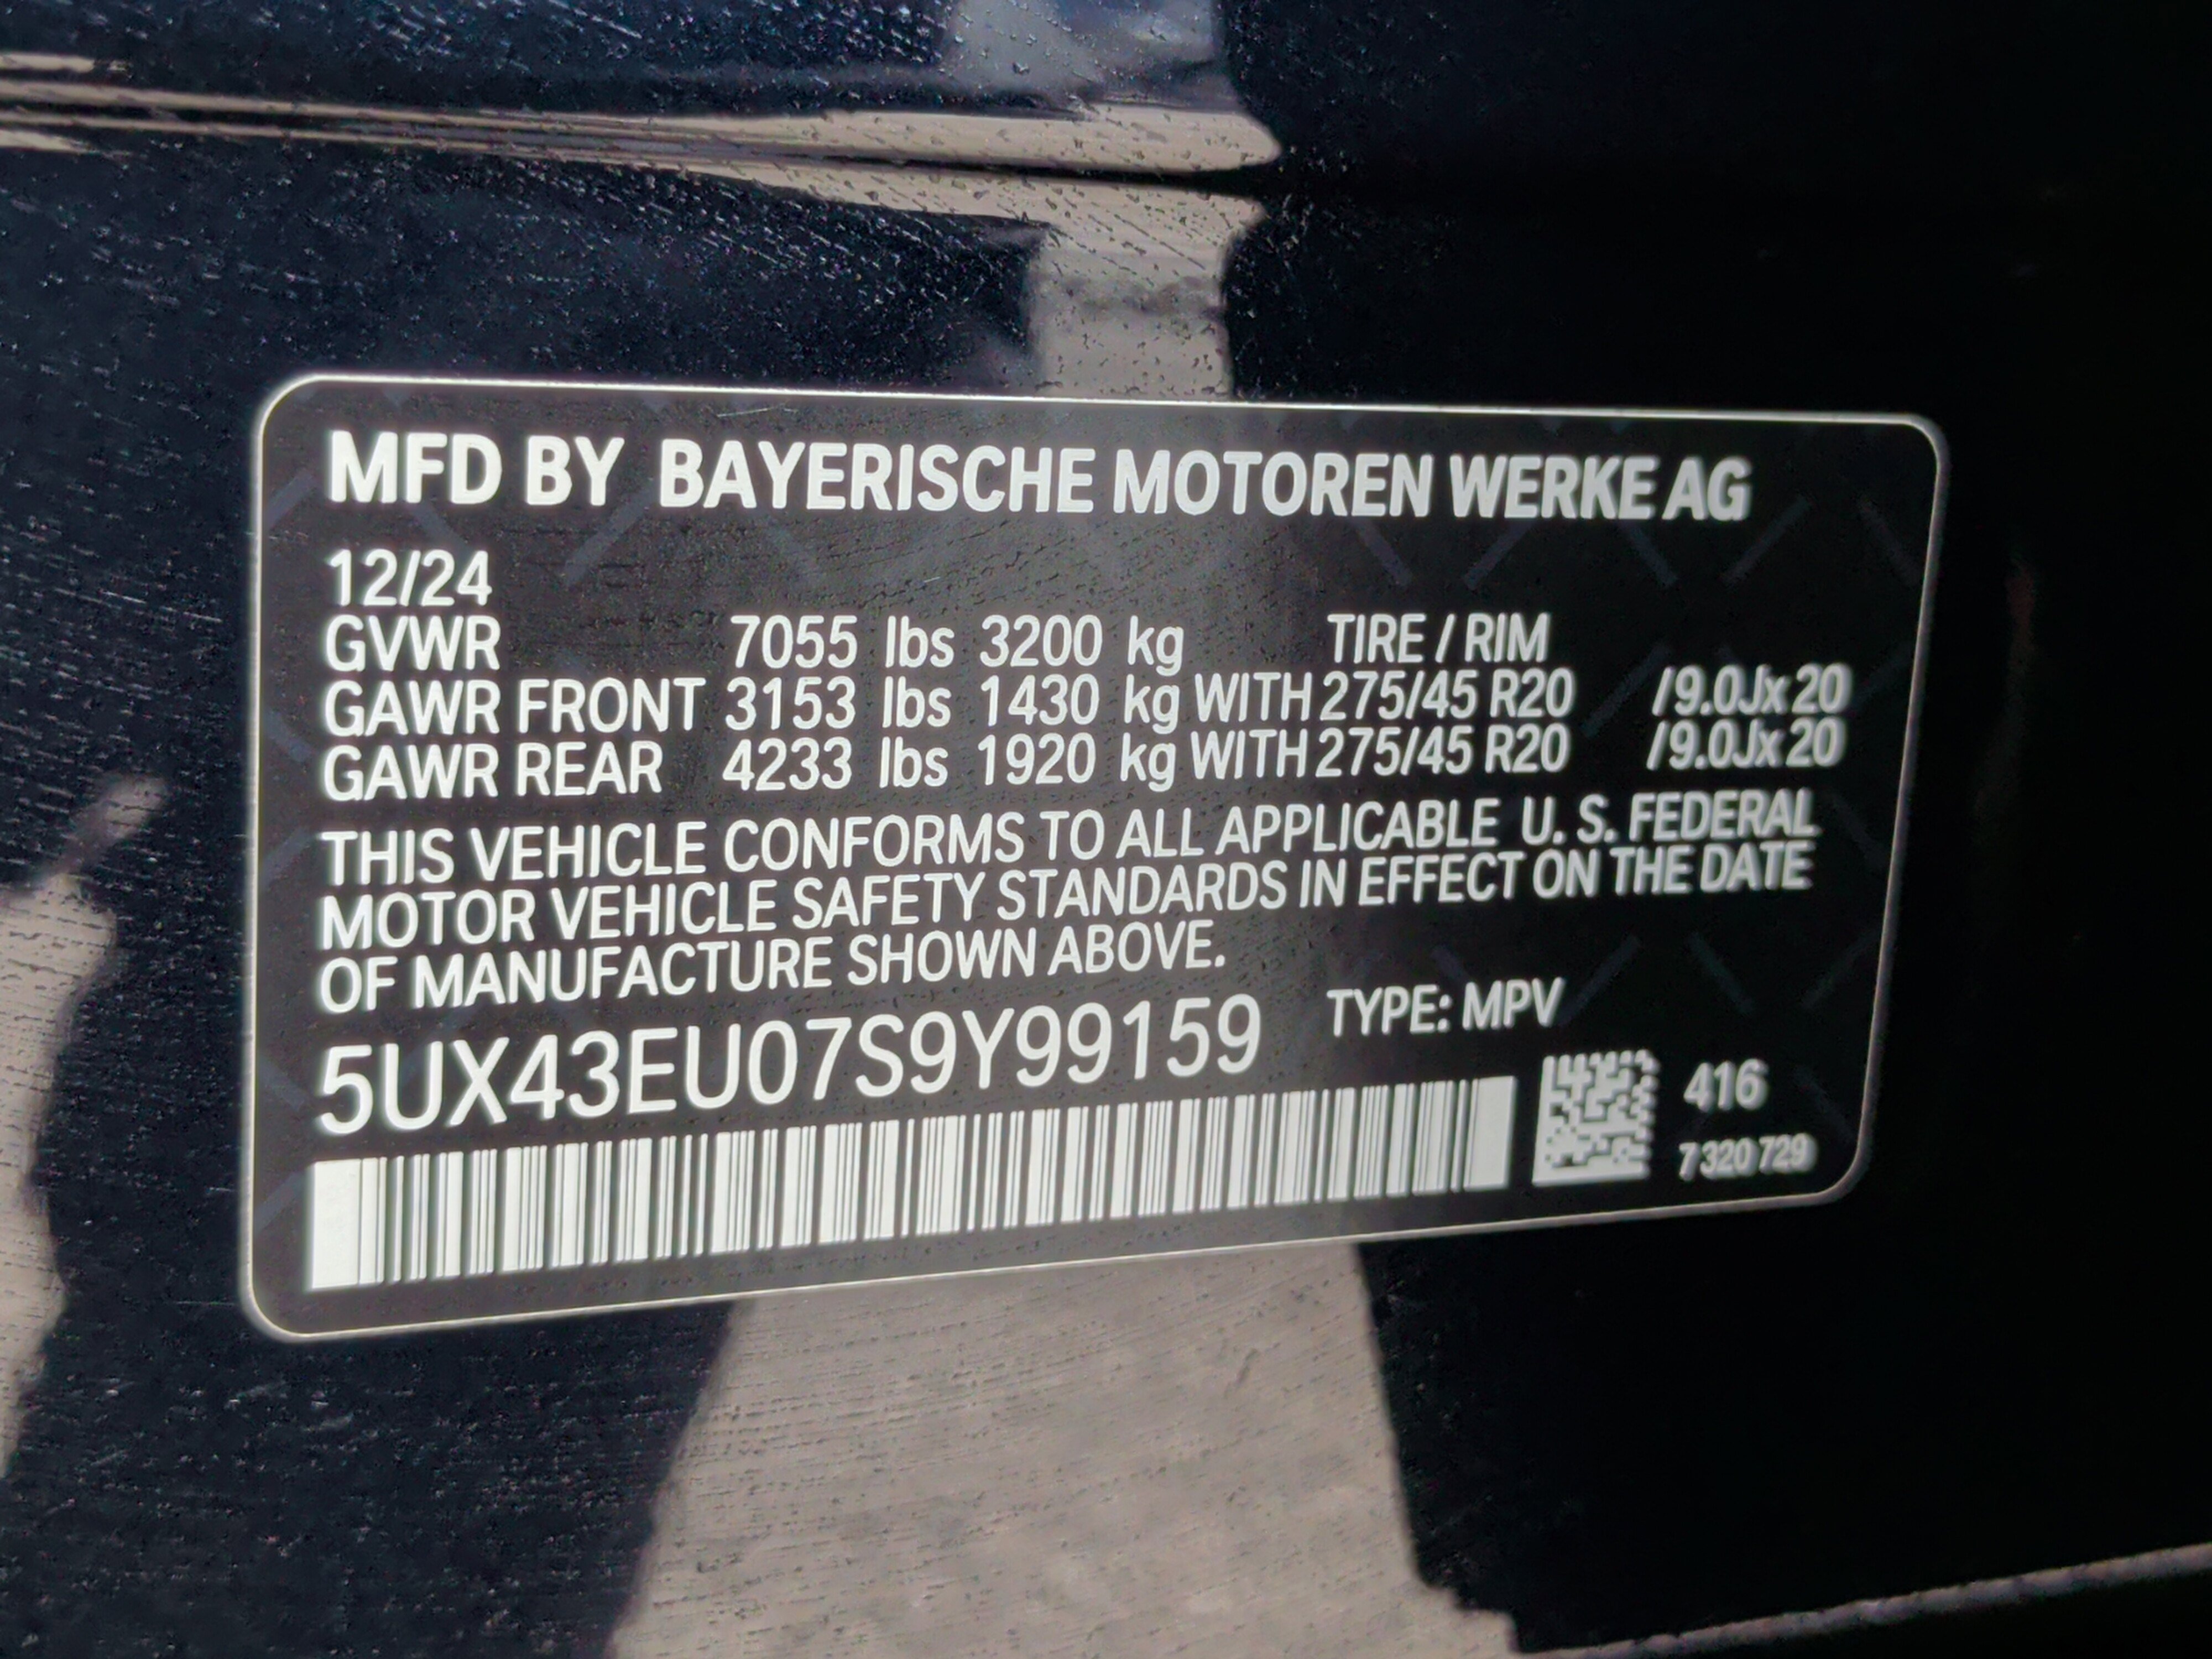 MFD BY BAYERISCHE MOTOREN WERKE AG
12/24
GVWR 7055 lbs 3200 kg TIRE / RIM
GAWR FRONT 3153 lbs 1430 kg WITH 275/45 R20 /9.0Jx20
GAWR REAR 4233 lbs 1920 kg WITH 275/45 R20 /9.0Jx20
THIS VEHICLE CONFORMS TO ALL APPLICABLE U. S. FEDERAL
MOTOR VEHICLE SAFETY STANDARDS IN EFFECT ON THE DATE
OF MANUFACTURE SHOWN ABOVE.
5UX43EU07S9Y99159 TYPE: MPV
416
7 320 729